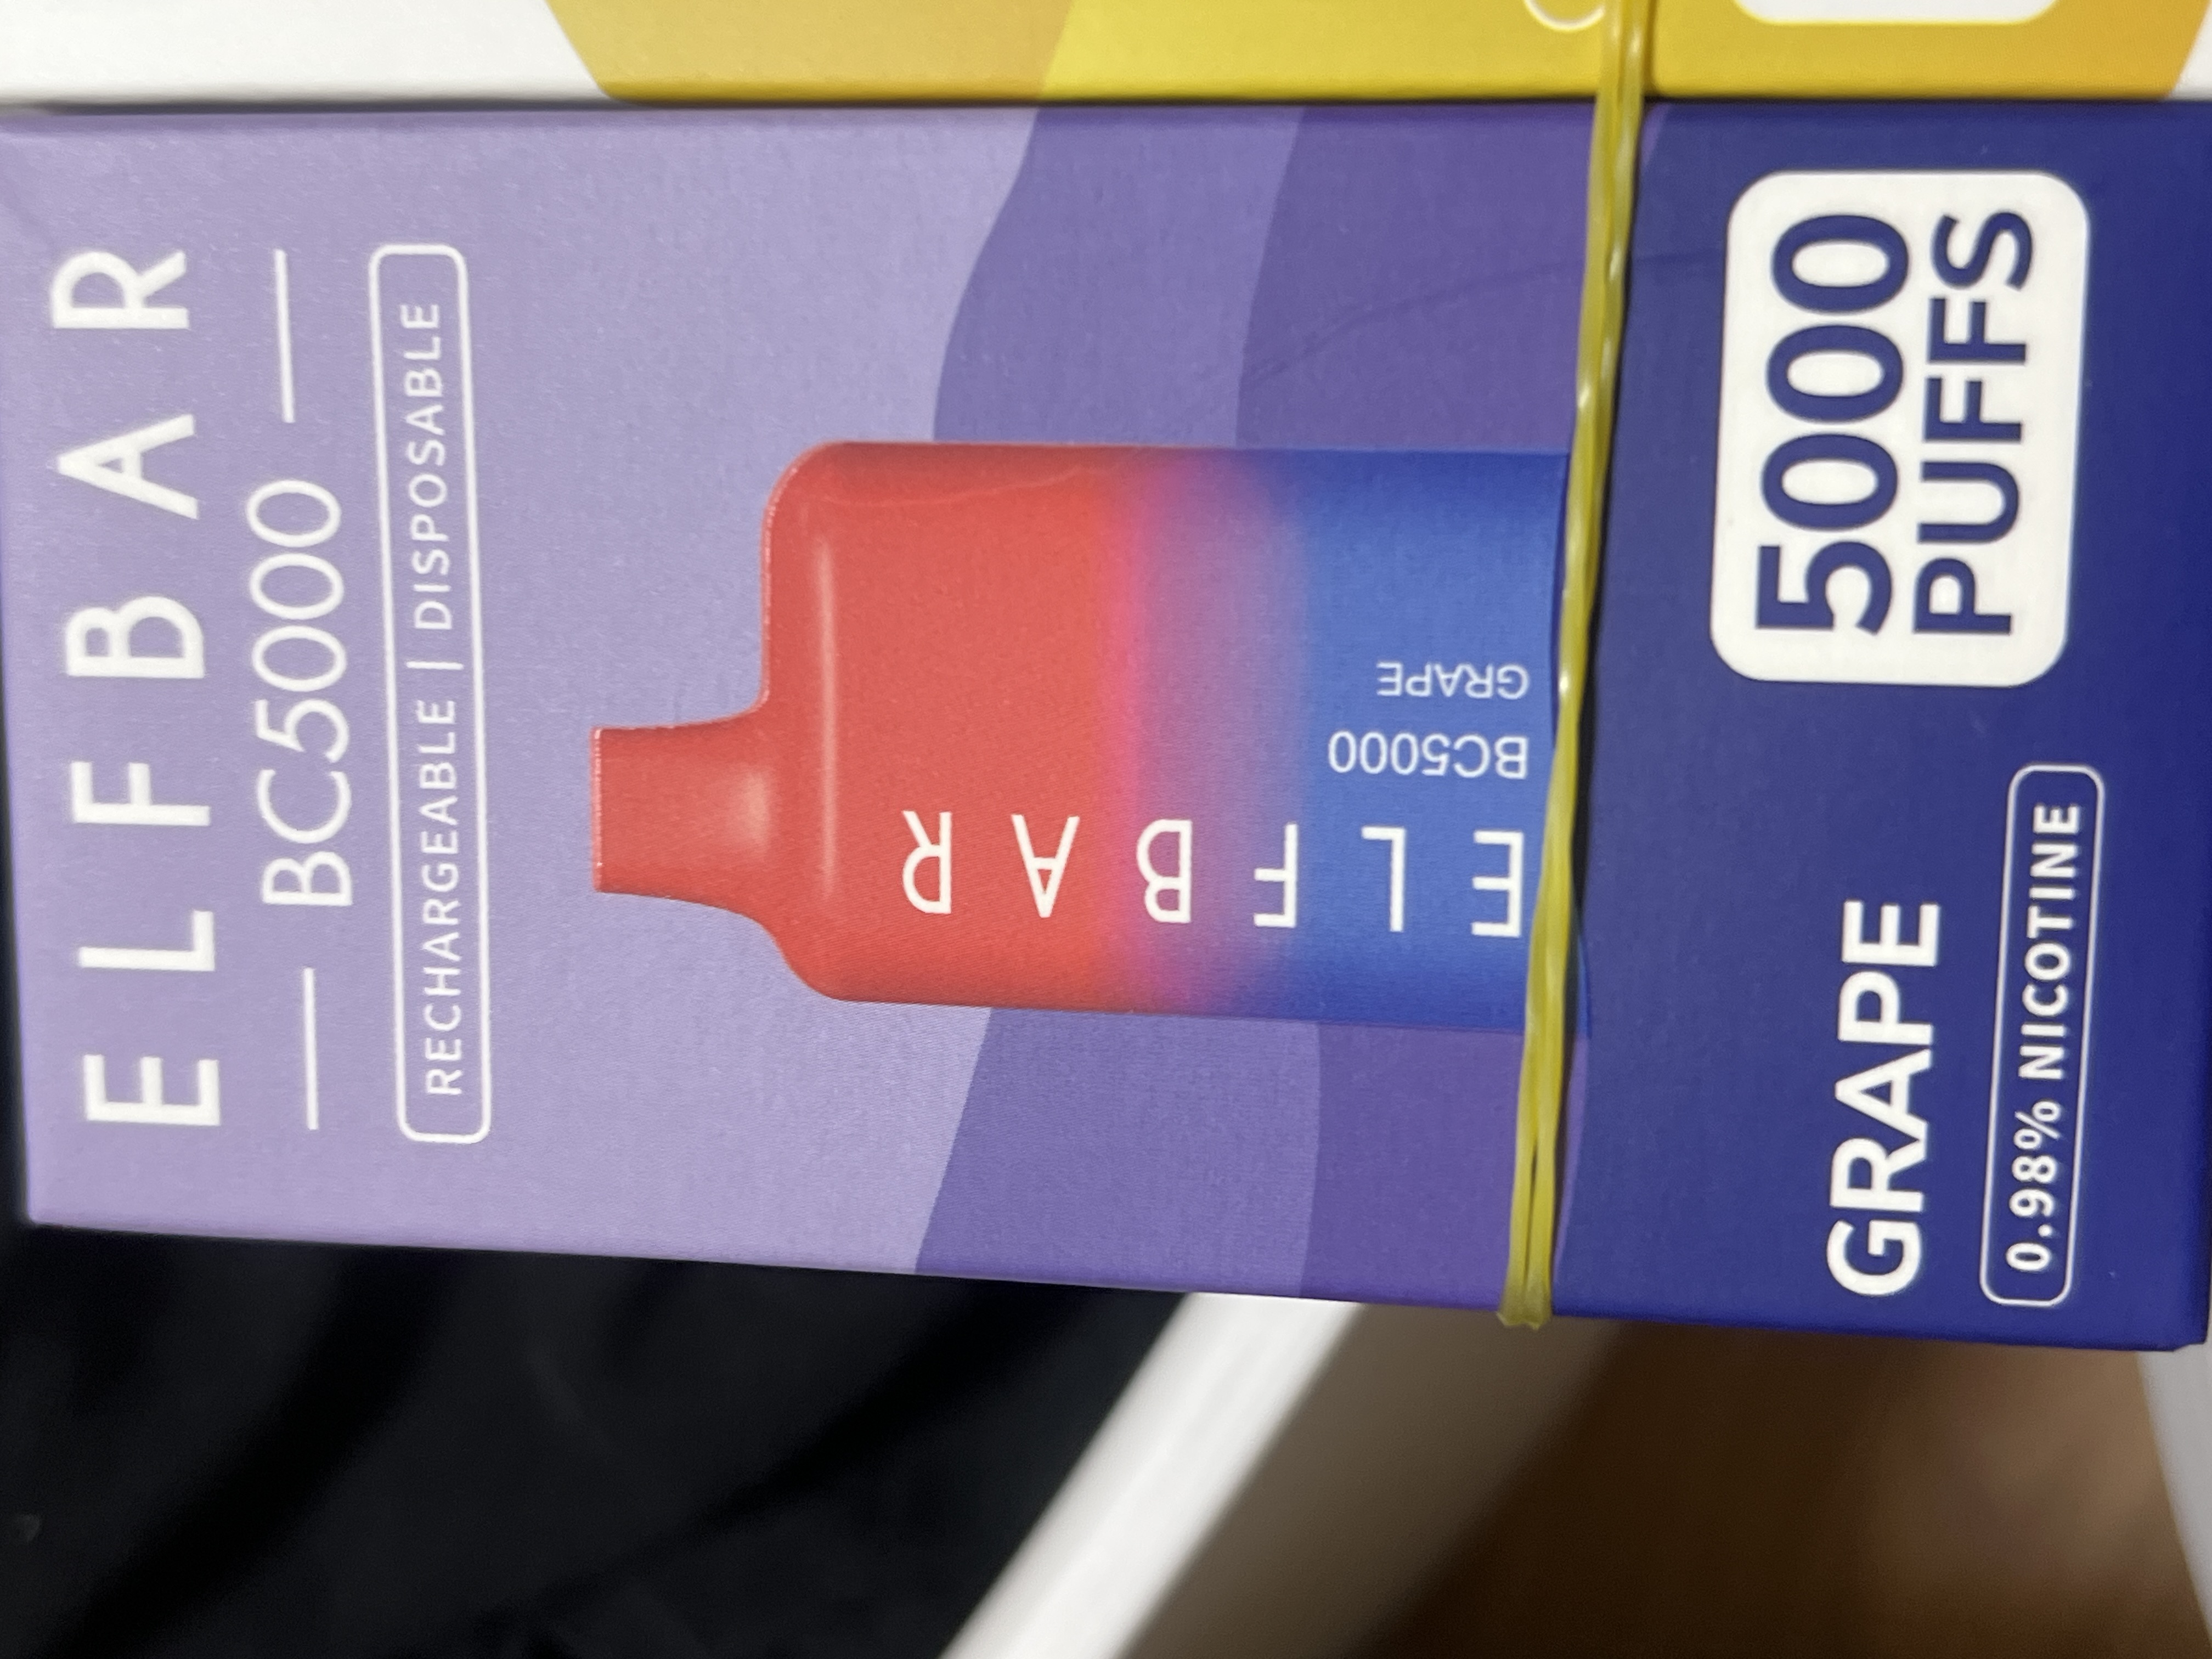 ELFBAR
BC5000
RECHARGEABLE | DISPOSABLE
ELFBAR
BC5000
GRAPE
5000
PUFFS
GRAPE
0.98% NICOTINE